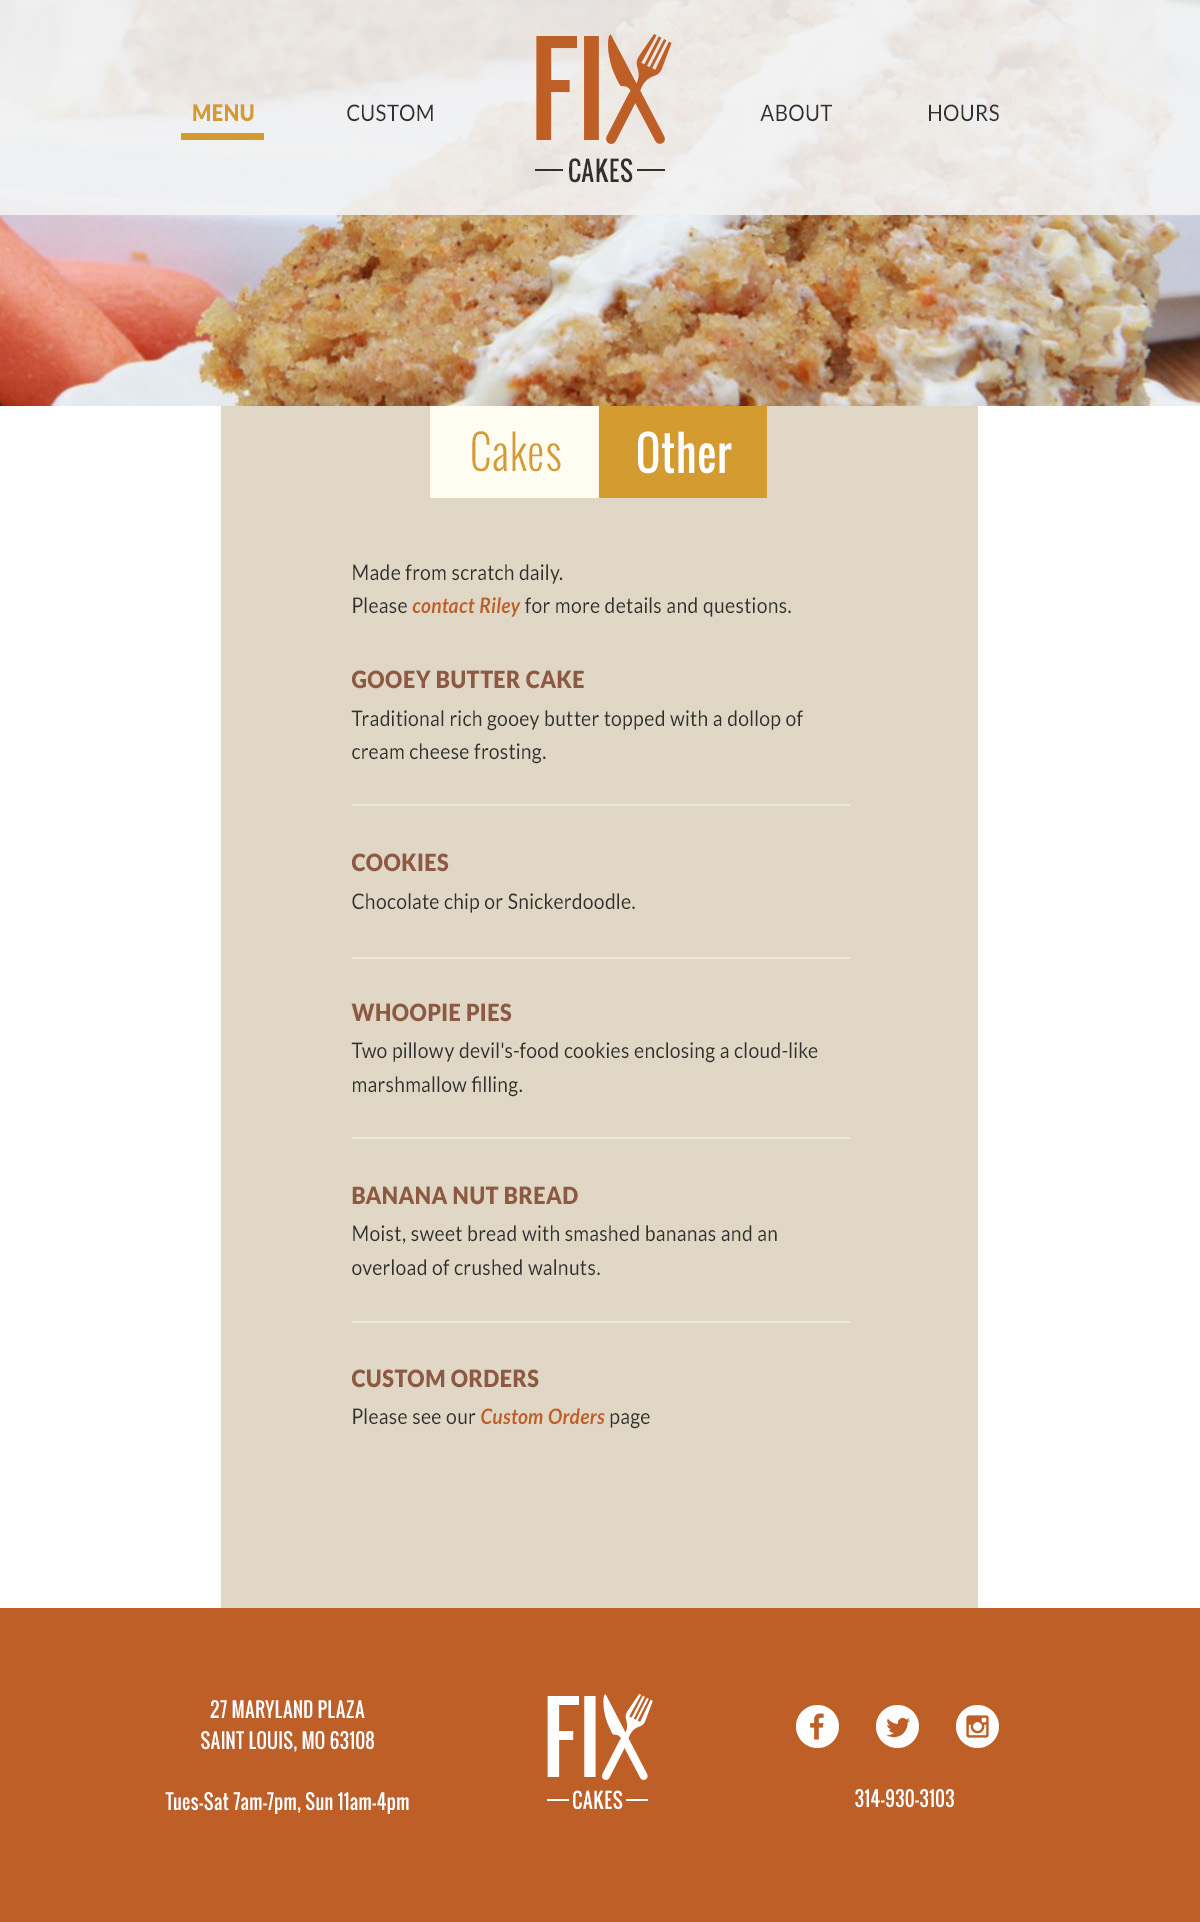 MENU
CUSTOM
FIX
CAKES
ABOUT
HOURS
Cakes
Other
Made from scratch daily.
Please contact Riley for more details and questions.
GOOEY BUTTER CAKE
Traditional rich gooey butter topped with a dollop of
cream cheese frosting.
COOKIES
Chocolate chip or Snickerdoodle.
WHOOPIE PIES
Two pillowy devil's-food cookies enclosing a cloud-like
marshmallow filling.
BANANA NUT BREAD
Moist, sweet bread with smashed bananas and an
overload of crushed walnuts.
CUSTOM ORDERS
Please see our Custom Orders page
27 MARYLAND PLAZA
SAINT LOUIS, MO 63108
Tues-Sat 7am-7pm, Sun 11am-4pm
FIX
CAKES
314-930-3103